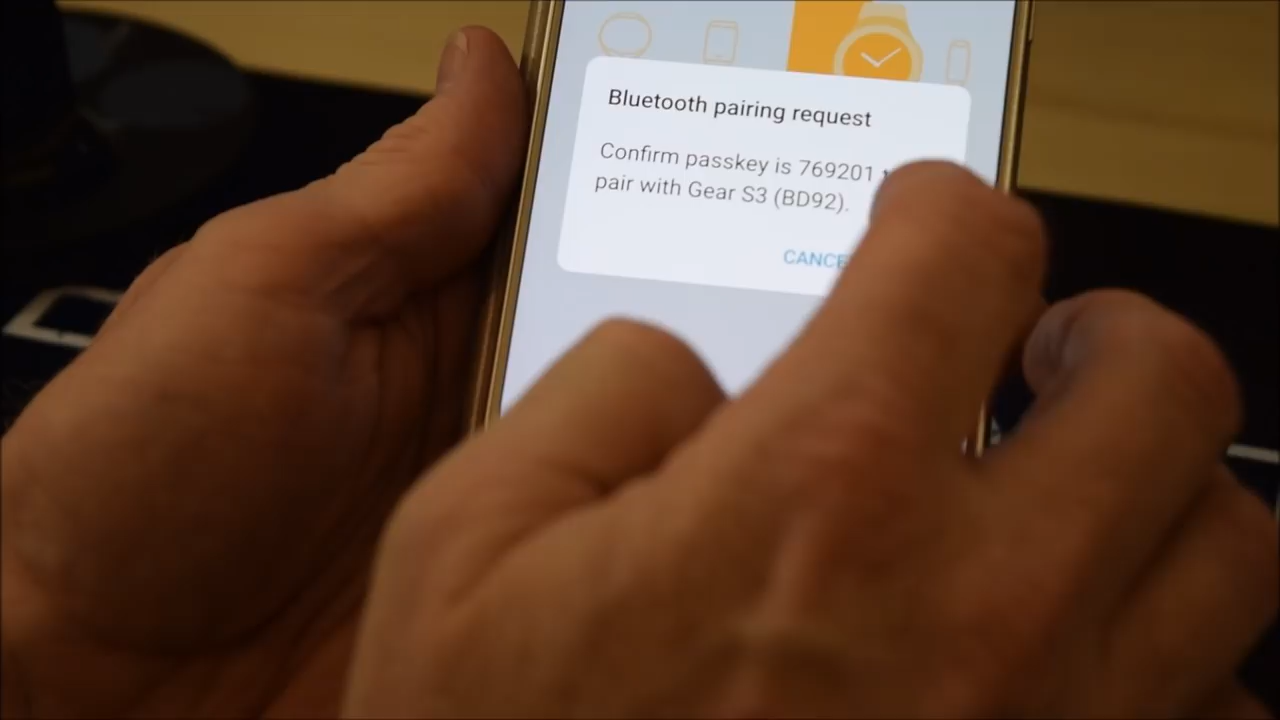 Bluetooth pairing request
Confirm passkey is 769201
pair with Gear S3 (BD92).